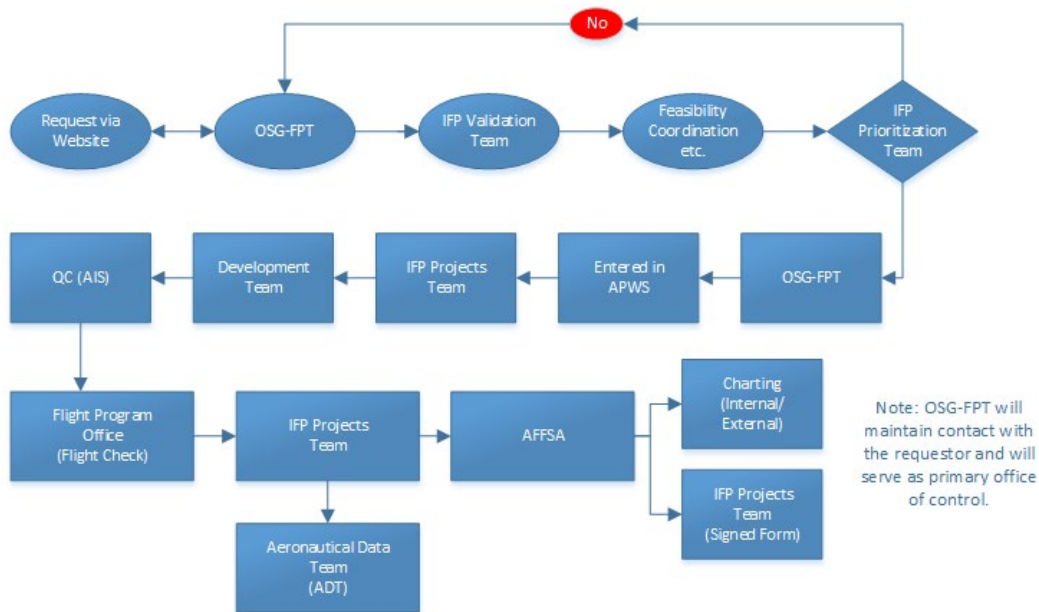 No
Request via
Website
OSG-FPT
IFP Validation
Team
Feasibility
Coordination
etc.
IFP
Prioritization
Team
QC (AIS)
Development
Team
IFP Projects
Team
Entered in
APWS
OSG-FPT
Flight Program
Office
(Flight Check)
IFP Projects
Team
AFFSA
Charting
(Internal/
External)
IFP Projects
Team
(Signed Form)
Aeronautical Data
Team
(ADT)
Note: OSG-FPT will
maintain contact with
the requestor and will
serve as primary office
of control.